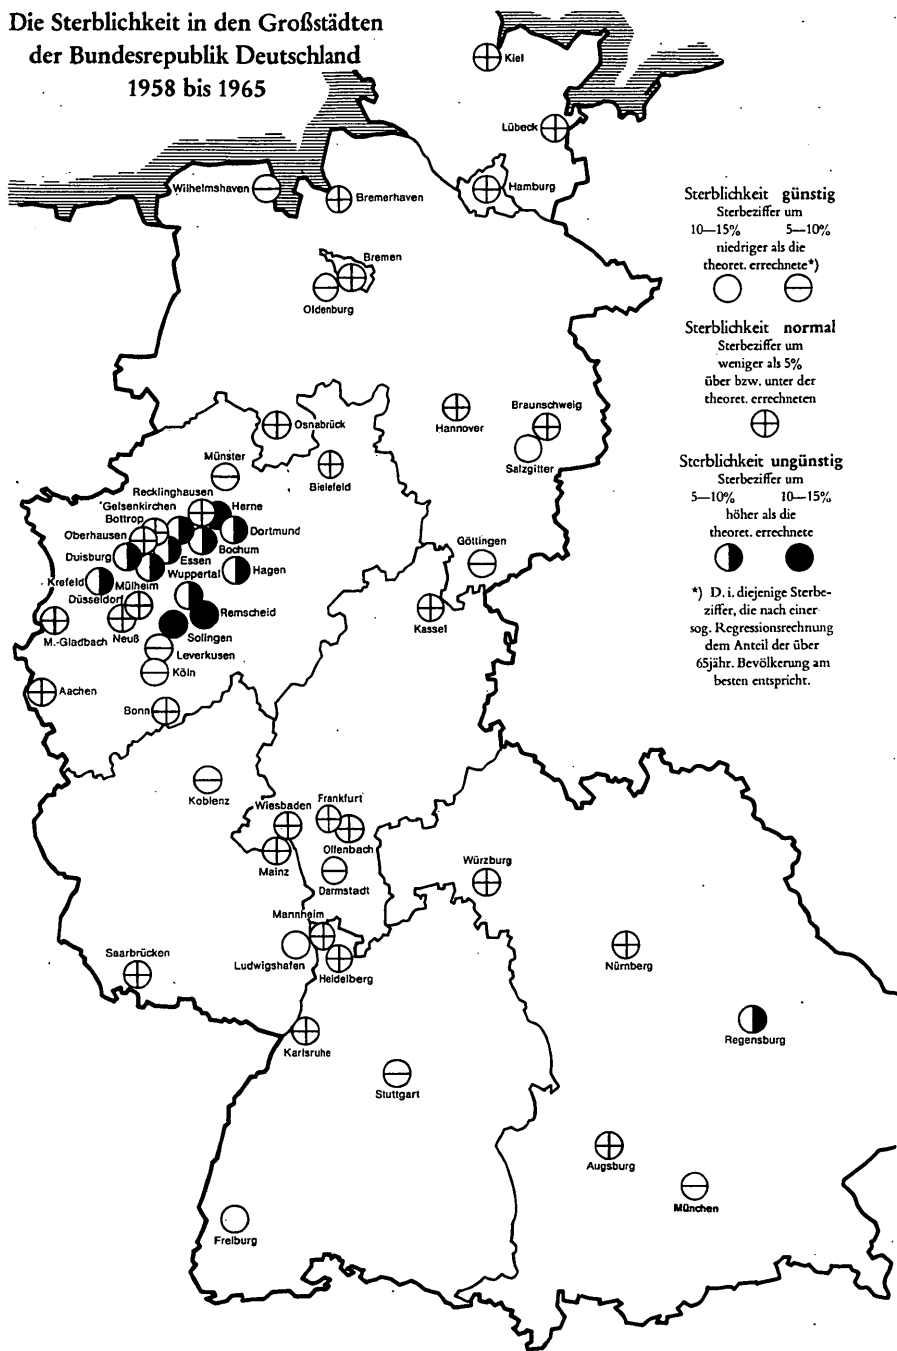 Die Sterblichkeit in den Großstädten
der Bundesrepublik Deutschland
1958 bis 1965
Kiel
Lübeck
Wilhelmshaven
Bremerhaven
Hamburg
Bremen
Oldenburg
Sterblichkeit günstig
Sterbeziffer um
10—15% 5—10%
niedriger als die
theoret. errechnete*)
Sterblichkeit normal
Sterbeziffer um
weniger als 5%
über bzw. unter der
theoret. errechneten
Sterblichkeit ungünstig
Sterbeziffer um
5—10% 10—15%
höher als die
theoret. errechnete
*) D. i. diejenige Sterbe-
ziffer, die nach einer
sog. Regressionsrechnung
dem Anteil der über
65jähr. Bevölkerung am
besten entspricht.
Osnabrück
Hannover
Braunschweig
Salzgitter
Münster
Bielefeld
Recklinghausen
Gelsenkirchen
Herne
Bottrop
Oberhausen
Dortmund
Duisburg
Essen
Bochum
Göttingen
Krefeld
Mülheim
Wuppertal
Hagen
Düsseldorf
Remscheid
Kassel
M.-Gladbach
Neuß
Solingen
Leverkusen
Köln
Aachen
Bonn
Koblenz
Wiesbaden
Frankfurt
Offenbach
Mainz
Darmstadt
Würzburg
Mannheim
Ludwigshafen
Heidelberg
Saarbrücken
Nürnberg
Karlsruhe
Regensburg
Stuttgart
Augsburg
München
Freiburg